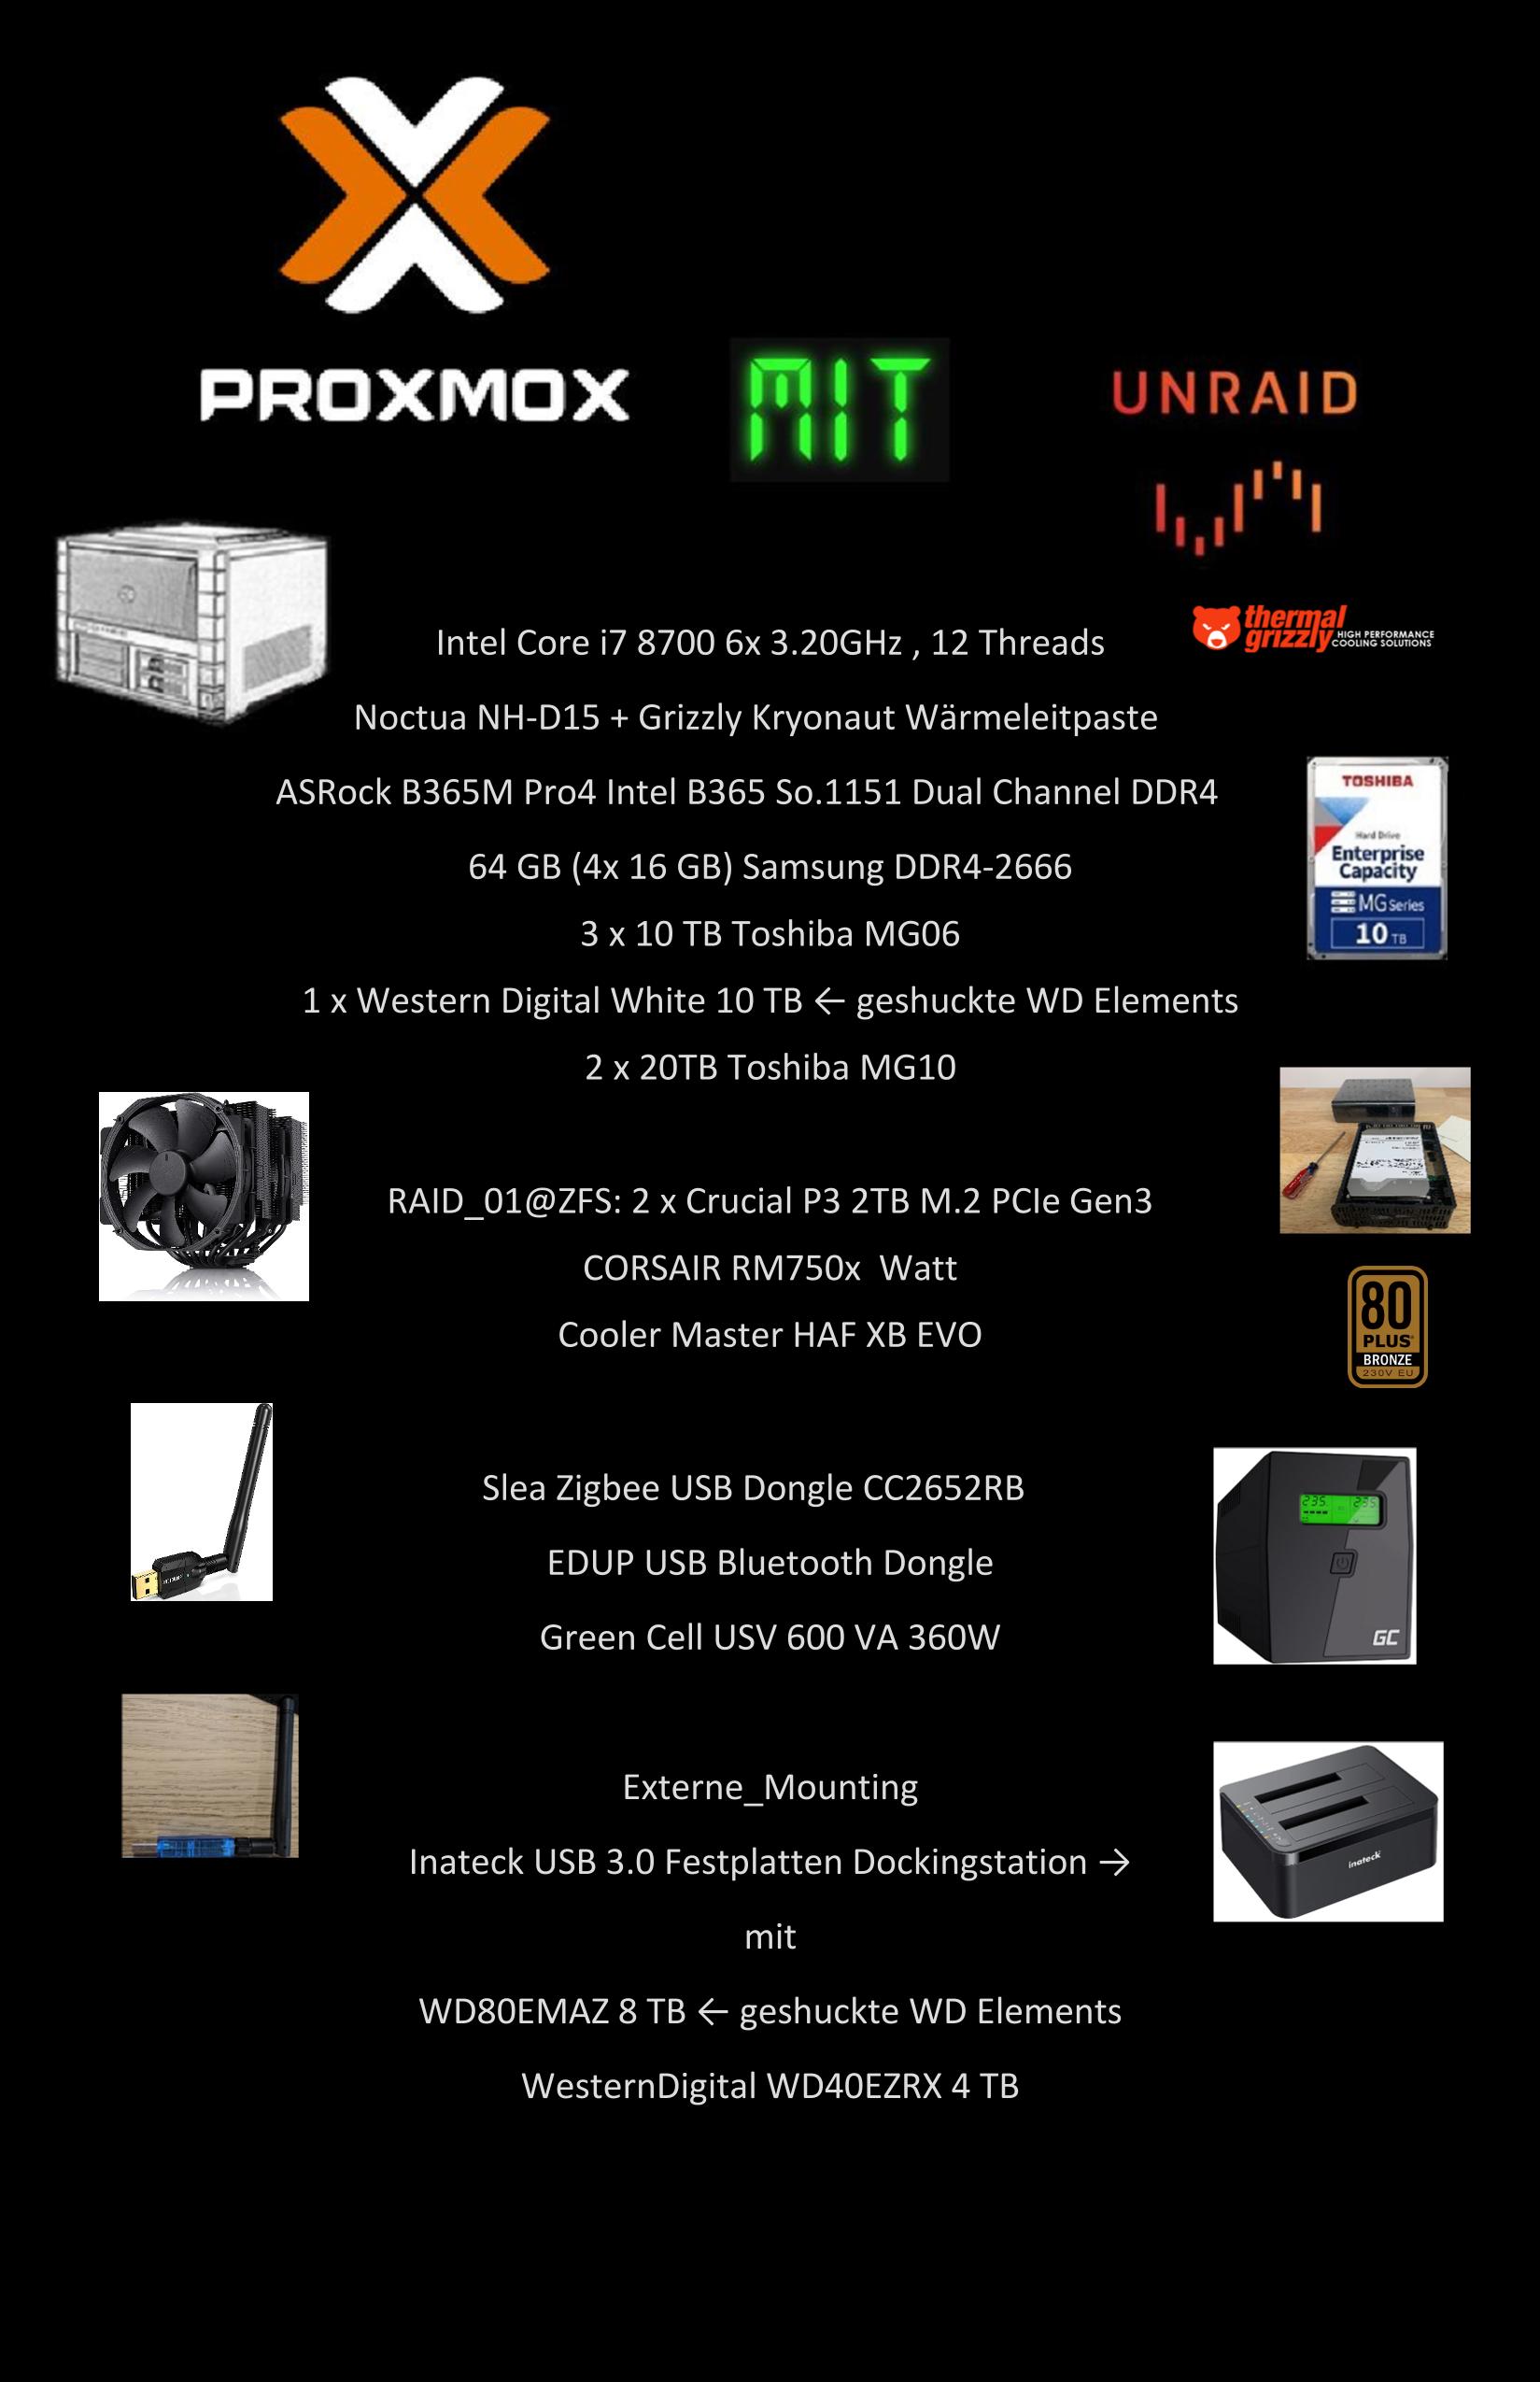 PROXMOX
MIT
UNRAID
thermal
grizzly HIGH PERFORMANCE
COOLING SOLUTIONS
Intel Core i7 8700 6x 3.20GHz , 12 Threads
Noctua NH-D15 + Grizzly Kryonaut Wärmeleitpaste
ASRock B365M Pro4 Intel B365 So.1151 Dual Channel DDR4
TOSHIBA
Hard Drive
Enterprise
Capacity
MG Series
10 TB
64 GB (4x 16 GB) Samsung DDR4-2666
3 x 10 TB Toshiba MG06
1 x Western Digital White 10 TB ← geshuckte WD Elements
2 x 20TB Toshiba MG10
RAID_01@ZFS: 2 x Crucial P3 2TB M.2 PCIe Gen3
CORSAIR RM750x  Watt
Cooler Master HAF XB EVO
80
PLUS
BRONZE
230V EU
Slea Zigbee USB Dongle CC2652RB
EDUP USB Bluetooth Dongle
Green Cell USV 600 VA 360W
EDUP
235 235
GC
Externe_Mounting
Inateck USB 3.0 Festplatten Dockingstation →
inateck
mit
WD80EMAZ 8 TB ← geshuckte WD Elements
WesternDigital WD40EZRX 4 TB